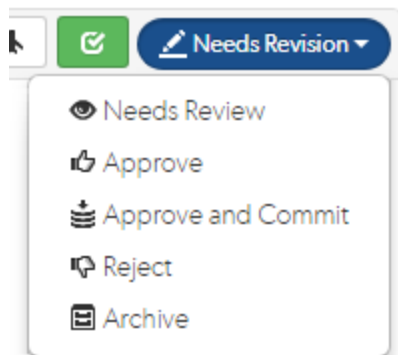 Needs Revision
Needs Review
Approve
Approve and Commit
Reject
Archive